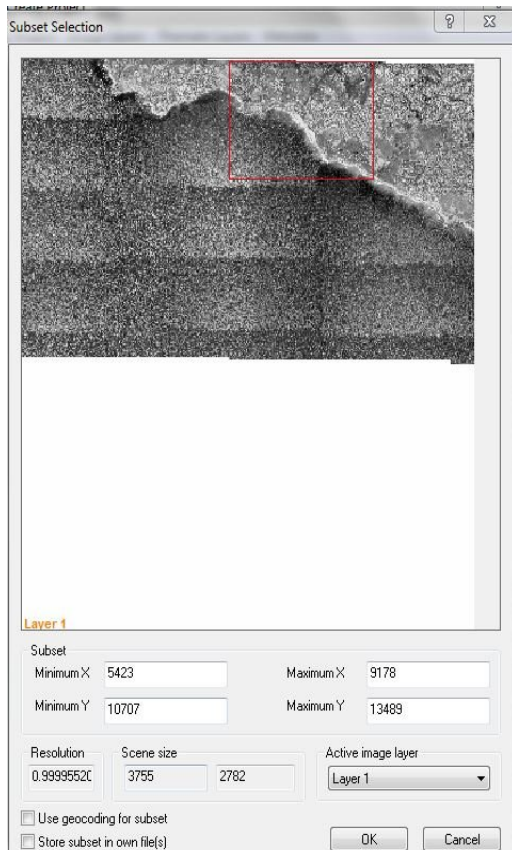 Subset Selection
Layer 1
Subset
Minimum X 5423 Maximum X 9178
Minimum Y 10707 Maximum Y 13489
Resolution Scene size Active image layer
0.9999552 3755 2782 Layer 1
Use geocoding for subset
Store subset in own file(s) OK Cancel